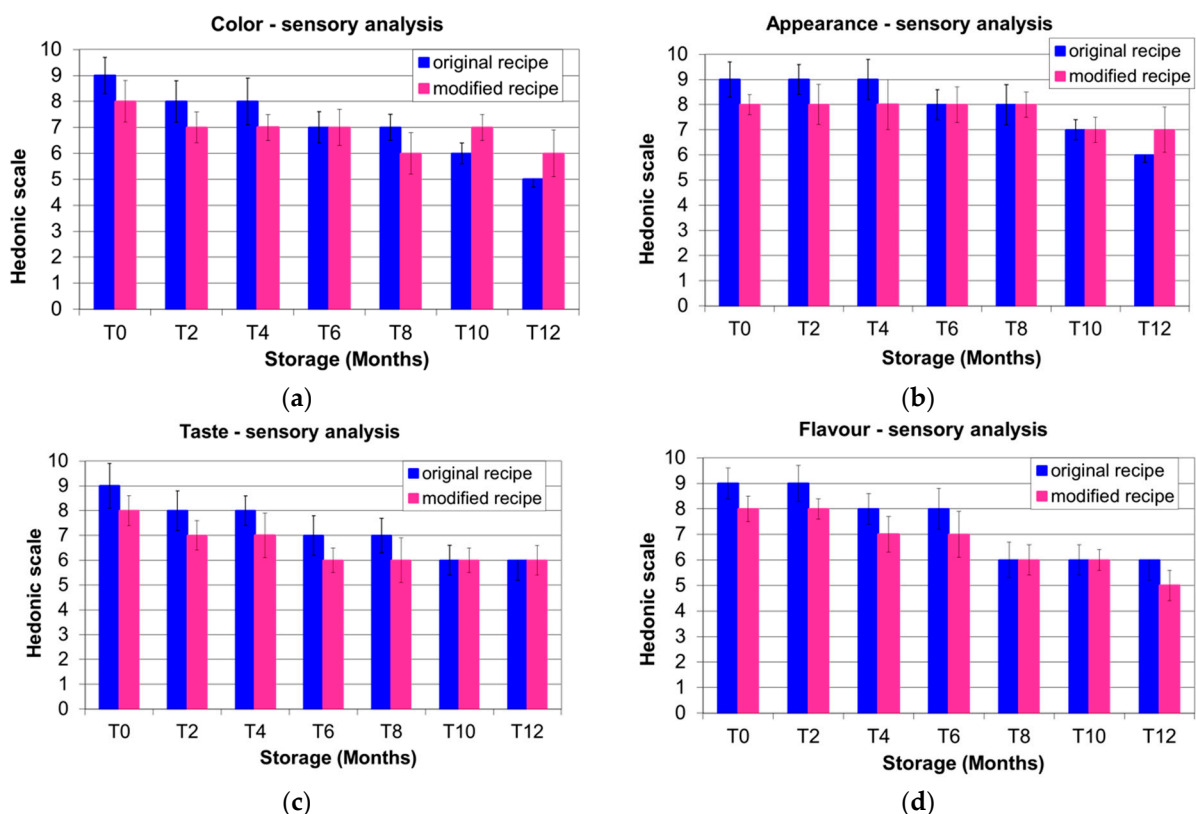 Color - sensory analysis
10
9
8
7
6
5
4
3
2
1
0
Hedonic scale
original recipe
modified recipe
T0 T2 T4 T6 T8 T10 T12
Storage (Months)
(a)
Appearance - sensory analysis
10
9
8
7
6
5
4
3
2
1
0
Hedonic scale
original recipe
modified recipe
T0 T2 T4 T6 T8 T10 T12
Storage (Months)
(b)
Taste - sensory analysis
10
9
8
7
6
5
4
3
2
1
0
Hedonic scale
original recipe
modified recipe
T0 T2 T4 T6 T8 T10 T12
Storage (Months)
(c)
Flavour - sensory analysis
10
9
8
7
6
5
4
3
2
1
0
Hedonic scale
original recipe
modified recipe
T0 T2 T4 T6 T8 T10 T12
Storage (Months)
(d)